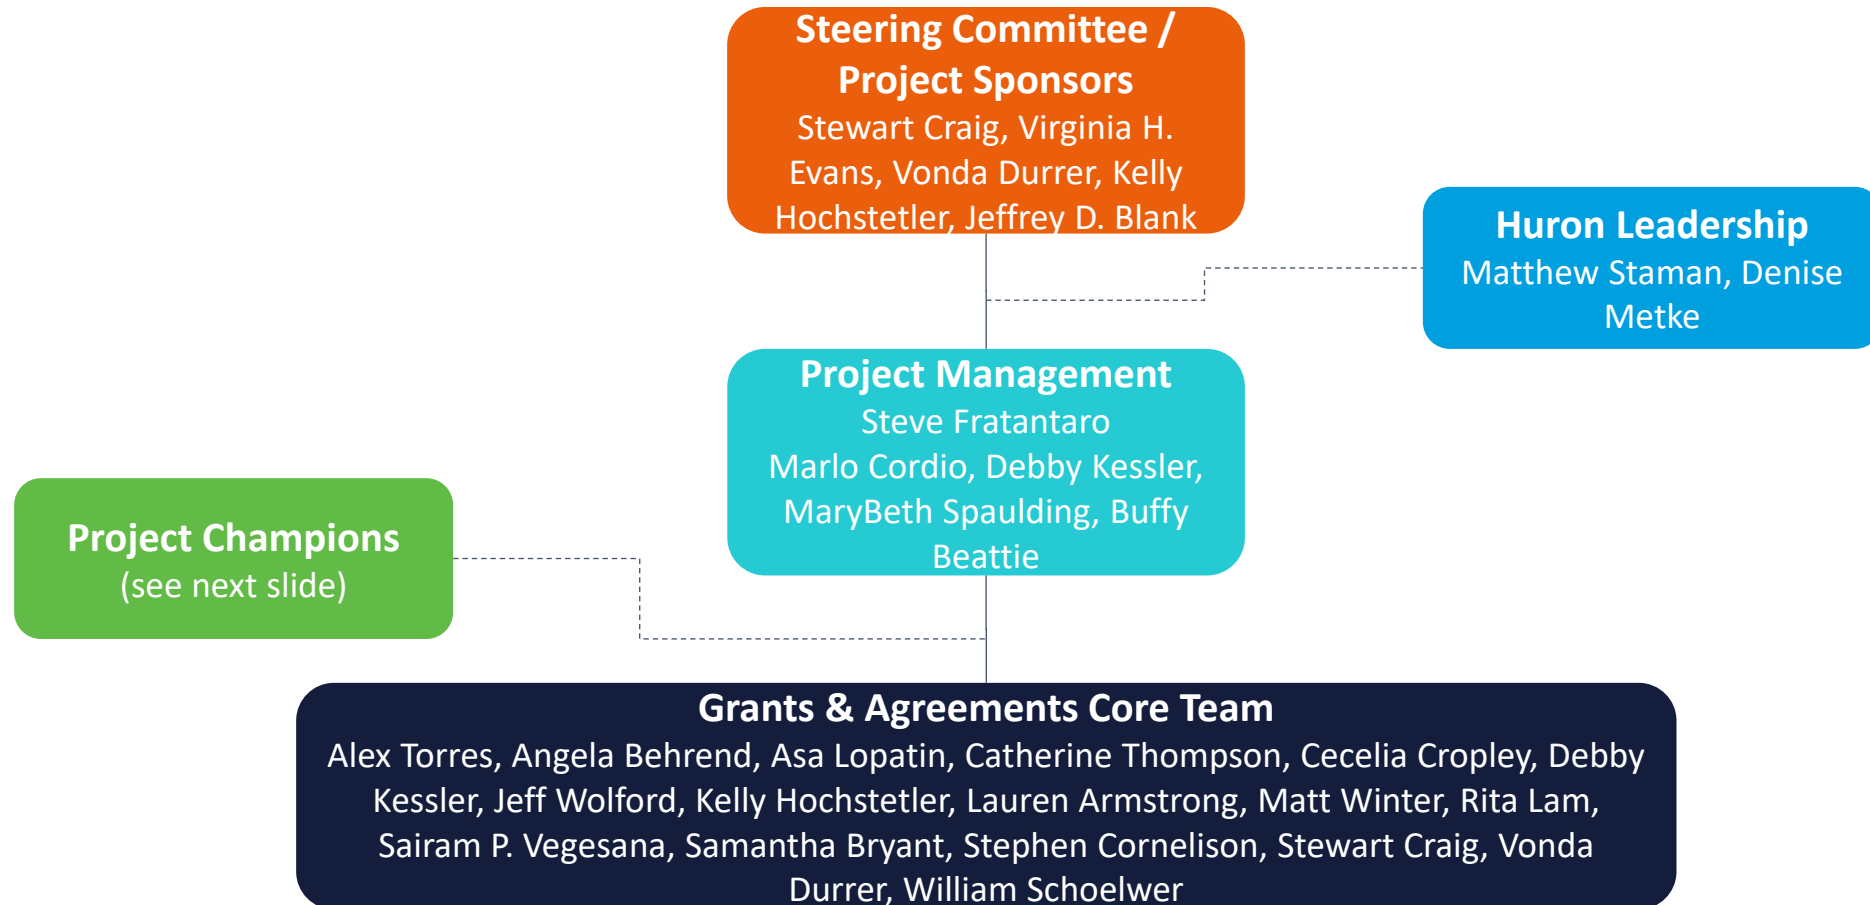 Steering Committee /
Project Sponsors
Stewart Craig, Virginia H.
Evans, Vonda Durrer, Kelly
Hochstetler, Jeffrey D. Blank
Huron Leadership
Matthew Staman, Denise
Metke
Project Management
Steve Fratantaro
Marlo Cordio, Debby Kessler,
MaryBeth Spaulding, Buffy
Beattie
Project Champions
(see next slide)
Grants & Agreements Core Team
Alex Torres, Angela Behrend, Asa Lopatin, Catherine Thompson, Cecelia Cropley, Debby
Kessler, Jeff Wolford, Kelly Hochstetler, Lauren Armstrong, Matt Winter, Rita Lam,
Sairam P. Vegesana, Samantha Bryant, Stephen Cornelison, Stewart Craig, Vonda
Durrer, William Schoelwer